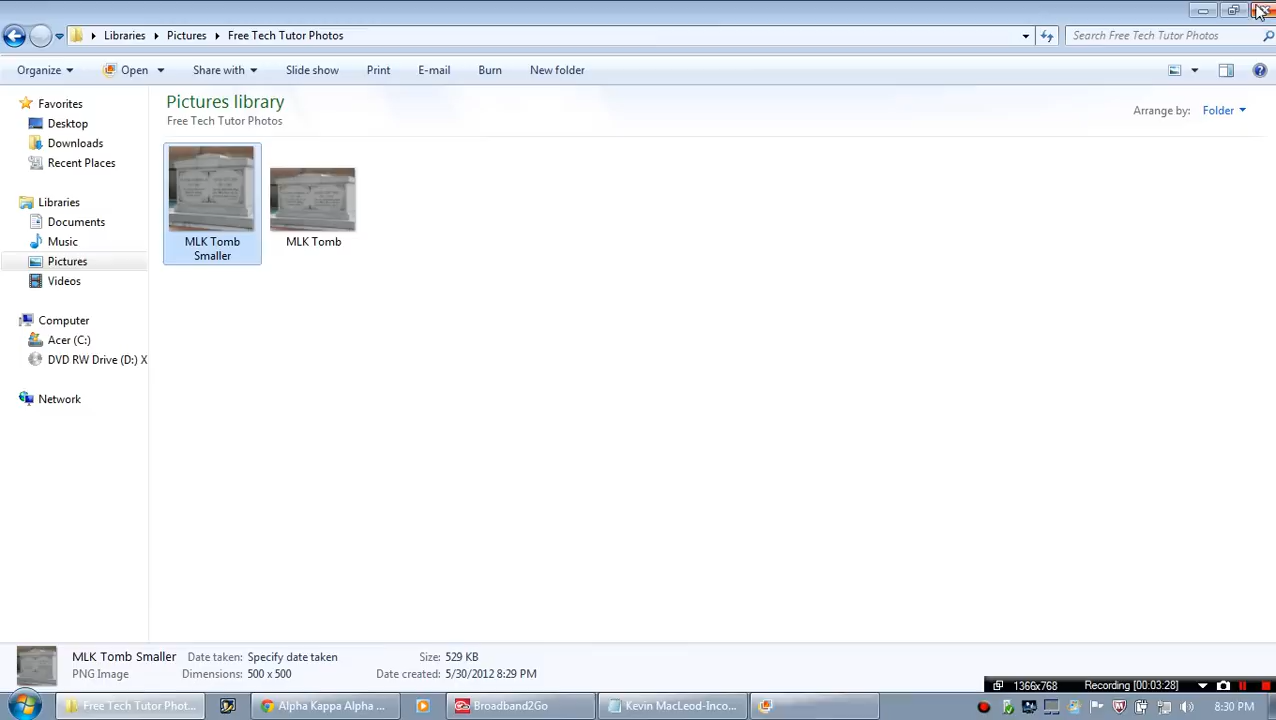 Libraries Pictures Free Tech Tutor Photos Search Free Tech Tutor Photos
Organize Open Share with Slide show Print E-mail Burn New folder
Favorites
Desktop
Downloads
Recent Places
Libraries
Documents
Music
Pictures
Videos
Computer
Acer (C:)
DVD RW Drive (D:) X
Network
Pictures library
Free Tech Tutor Photos
Arrange by: Folder
MLK Tomb
Smaller
MLK Tomb
MLK Tomb Smaller Date taken: Specify date taken Size: 529 KB
PNG Image Dimensions: 500 x 500 Date created: 5/30/2012 8:29 PM
1366x768 Recording [00:03:28]
Free Tech Tutor Phot... Alpha Kappa Alpha ... Broadband2Go Kevin MacLeod-Inco... 8:30 PM